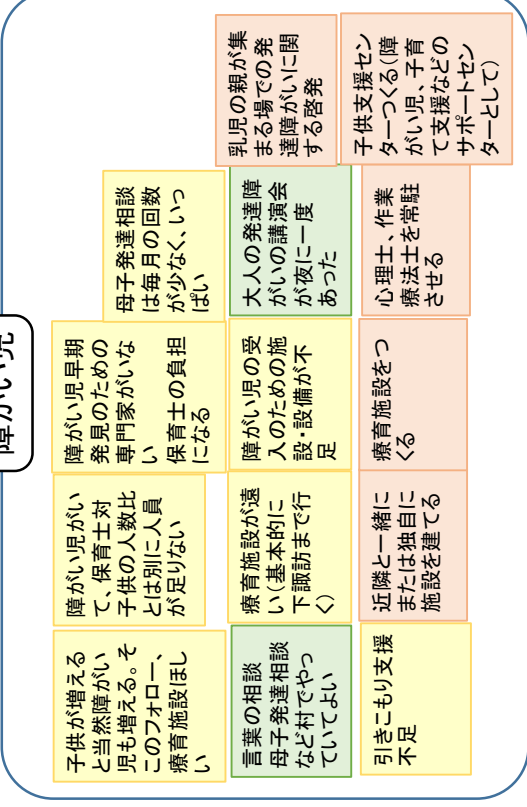 障がい児
子供が増える
と当然障がい
児も増える。そ
このフォロー、
療育施設ほし
い
障がい児がい
て、保育士対
子供の人数比
とは別に人員
が足りない
障がい児早期
発見のための
専門家がいな
い
保育士の負担
になる
母子発達相談
は毎月の回数
が少なく、いっ
ぱい
言葉の相談
母子発達相談
など村でやっ
ていてよい
療育施設が遠
い(基本的に
下諏訪まで行
く)
障がい児の受
入のための施
設・設備が不
足
大人の発達障
がいの講演会
が夜に一度
あった
乳児の親が集
まる場での発
達障がいに関
する啓発
引きこもり支援
不足
近隣と一緒に
または独自に
施設を建てる
療育施設をつ
くる
心理士、作業
療法士を常駐
させる
子供支援セン
ターつくる(障
がい児、子育
て支援などの
サポートセン
ターとして)